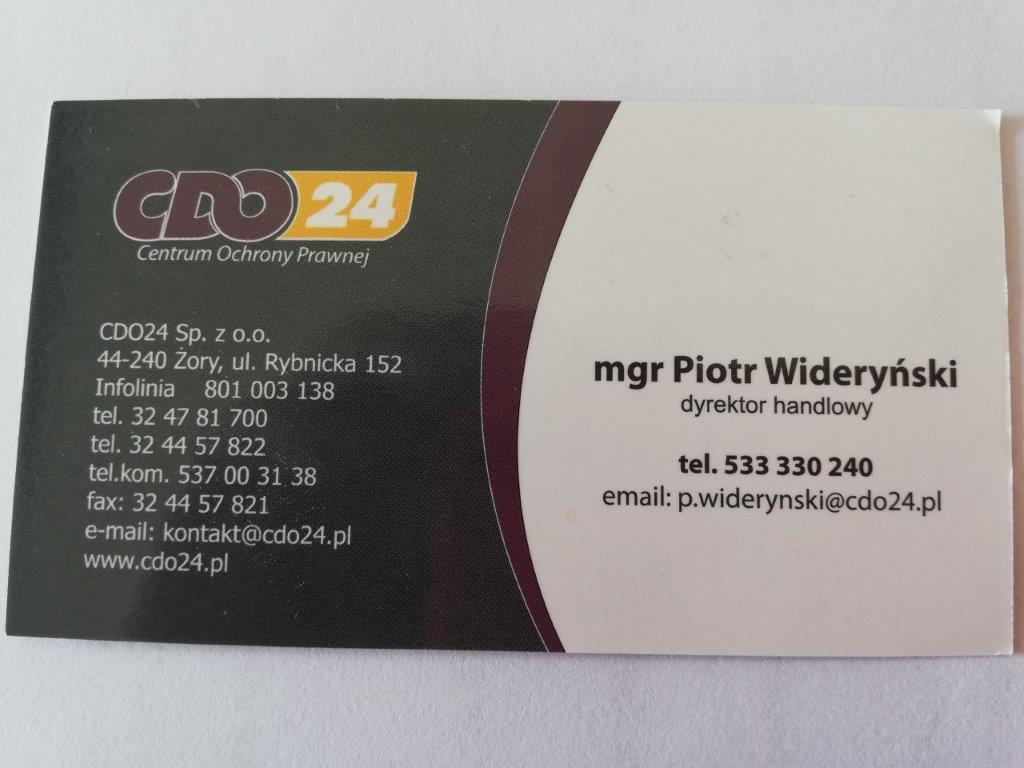 CDO 24
Centrum Ochrony Prawnej
CDO24 Sp. z o.o.
44-240 Żory, ul. Rybnicka 152
Infolinia 801 003 138
tel. 32 47 81 700
tel. 32 44 57 822
tel.kom. 537 00 31 38
fax: 32 44 57 821
e-mail: kontakt@cdo24.pl
www.cdo24.pl
mgr Piotr Wideryński
dyrektor handlowy
tel. 533 330 240
email: p.widerynski@cdo24.pl